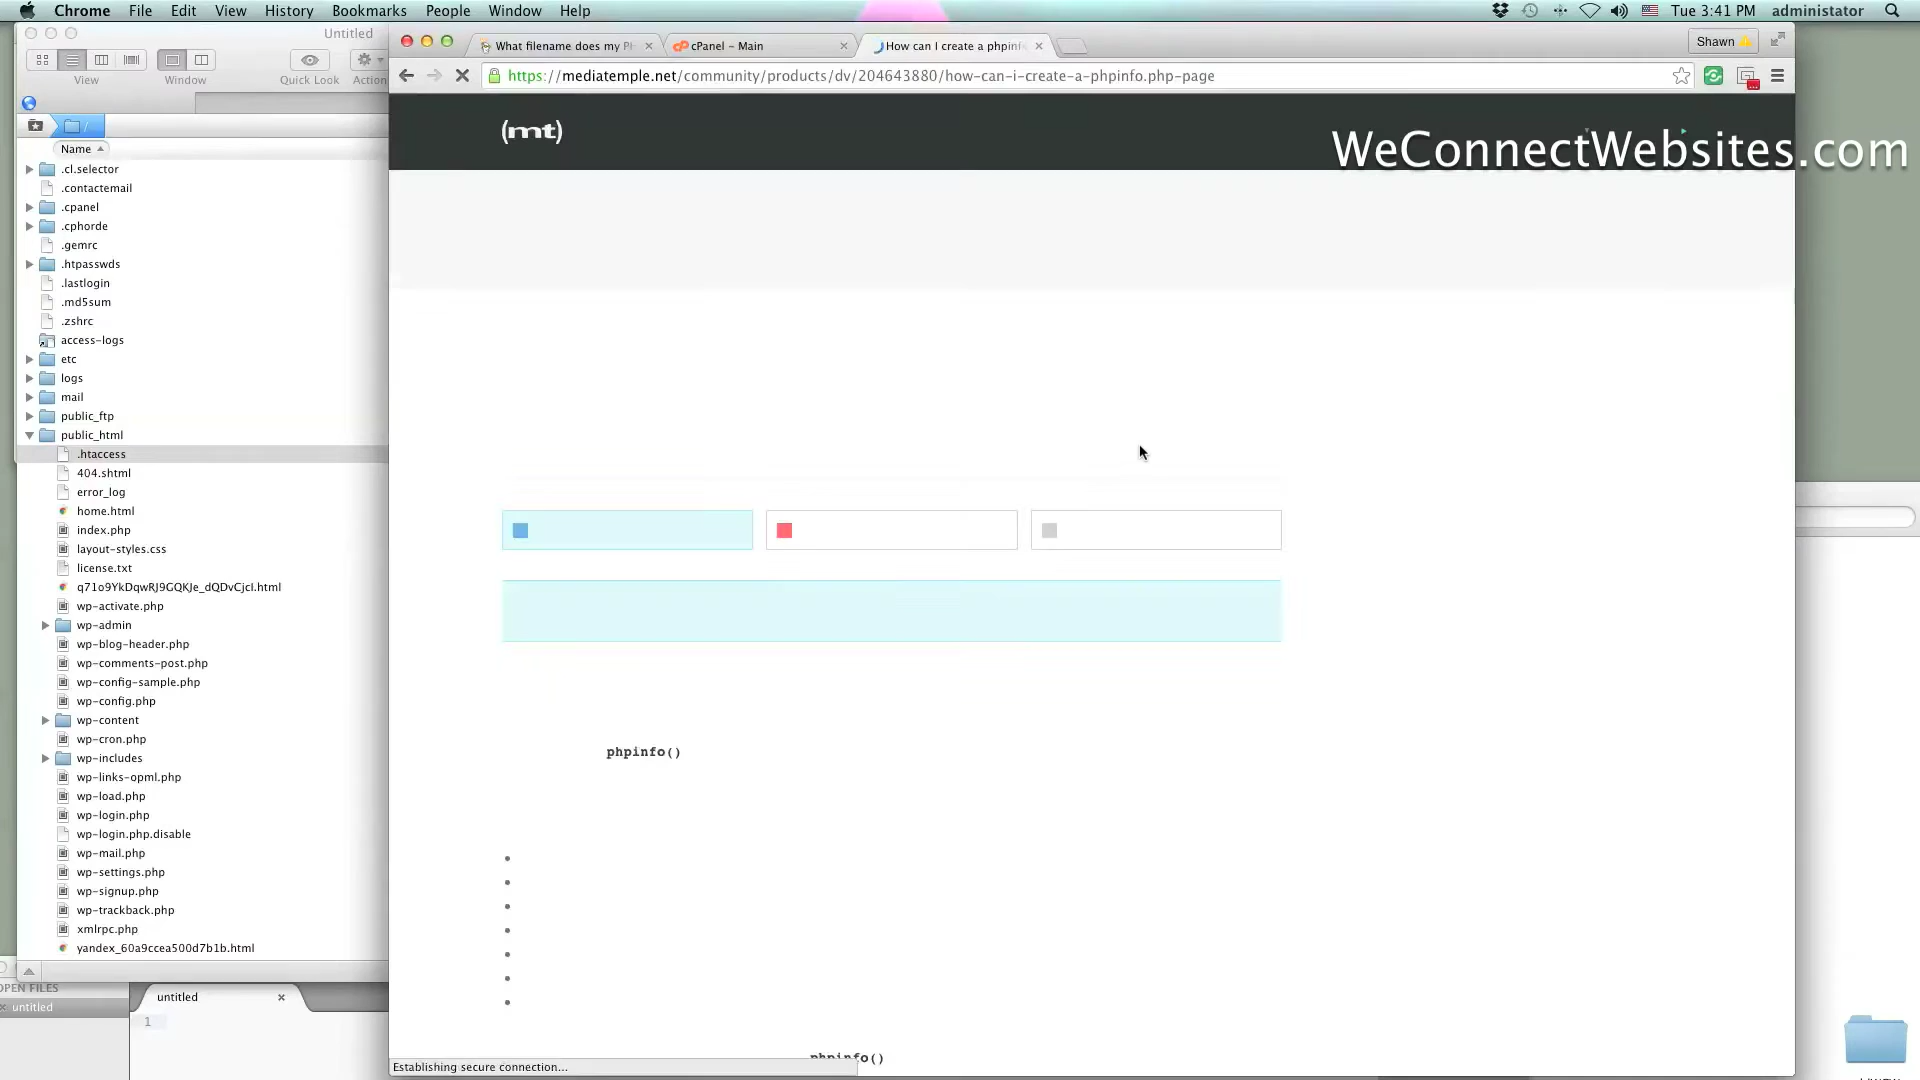 Chrome File Edit View History Bookmarks People Window Help
Tue 3:41 PM administator
Untitled
View Window Quick Look Action
What filename does my P
cPanel – Main
How can I create a phpinf
Shawn
https://mediatemple.net/community/products/dv/204643880/how-can-i-create-a-phpinfo.php-page
(mt)
WeConnectWebsites.com
/
Name
.cl.selector
.contactemail
.cpanel
.cphorde
.gemrc
.htpasswds
.lastlogin
.md5sum
.zshrc
access-logs
etc
logs
mail
public_ftp
public_html
.htaccess
404.shtml
error_log
home.html
index.php
layout-styles.css
license.txt
wp-activate.php
wp-admin
wp-blog-header.php
wp-comments-post.php
wp-config-sample.php
wp-config.php
wp-content
wp-cron.php
wp-includes
wp-links-opml.php
wp-load.php
wp-login.php
wp-login.php.disable
wp-mail.php
wp-settings.php
wp-signup.php
wp-trackback.php
xmlrpc.php
yandex_60a9ccea500d7b1b.html
phpinfo()
phpinfo()
Establishing secure connection...
OPEN FILES
untitled
untitled
1